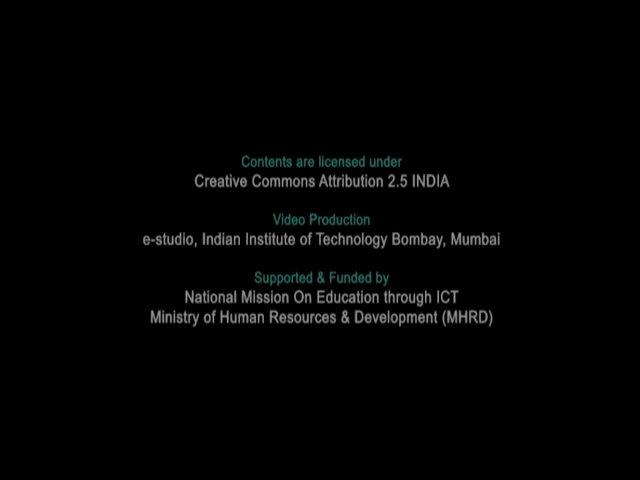 Contents are licensed under
Creative Commons Attribution 2.5 INDIA
Video Production
e-studio, Indian Institute of Technology Bombay, Mumbai
Supported & Funded by
National Mission On Education through ICT
Ministry of Human Resources & Development (MHRD)